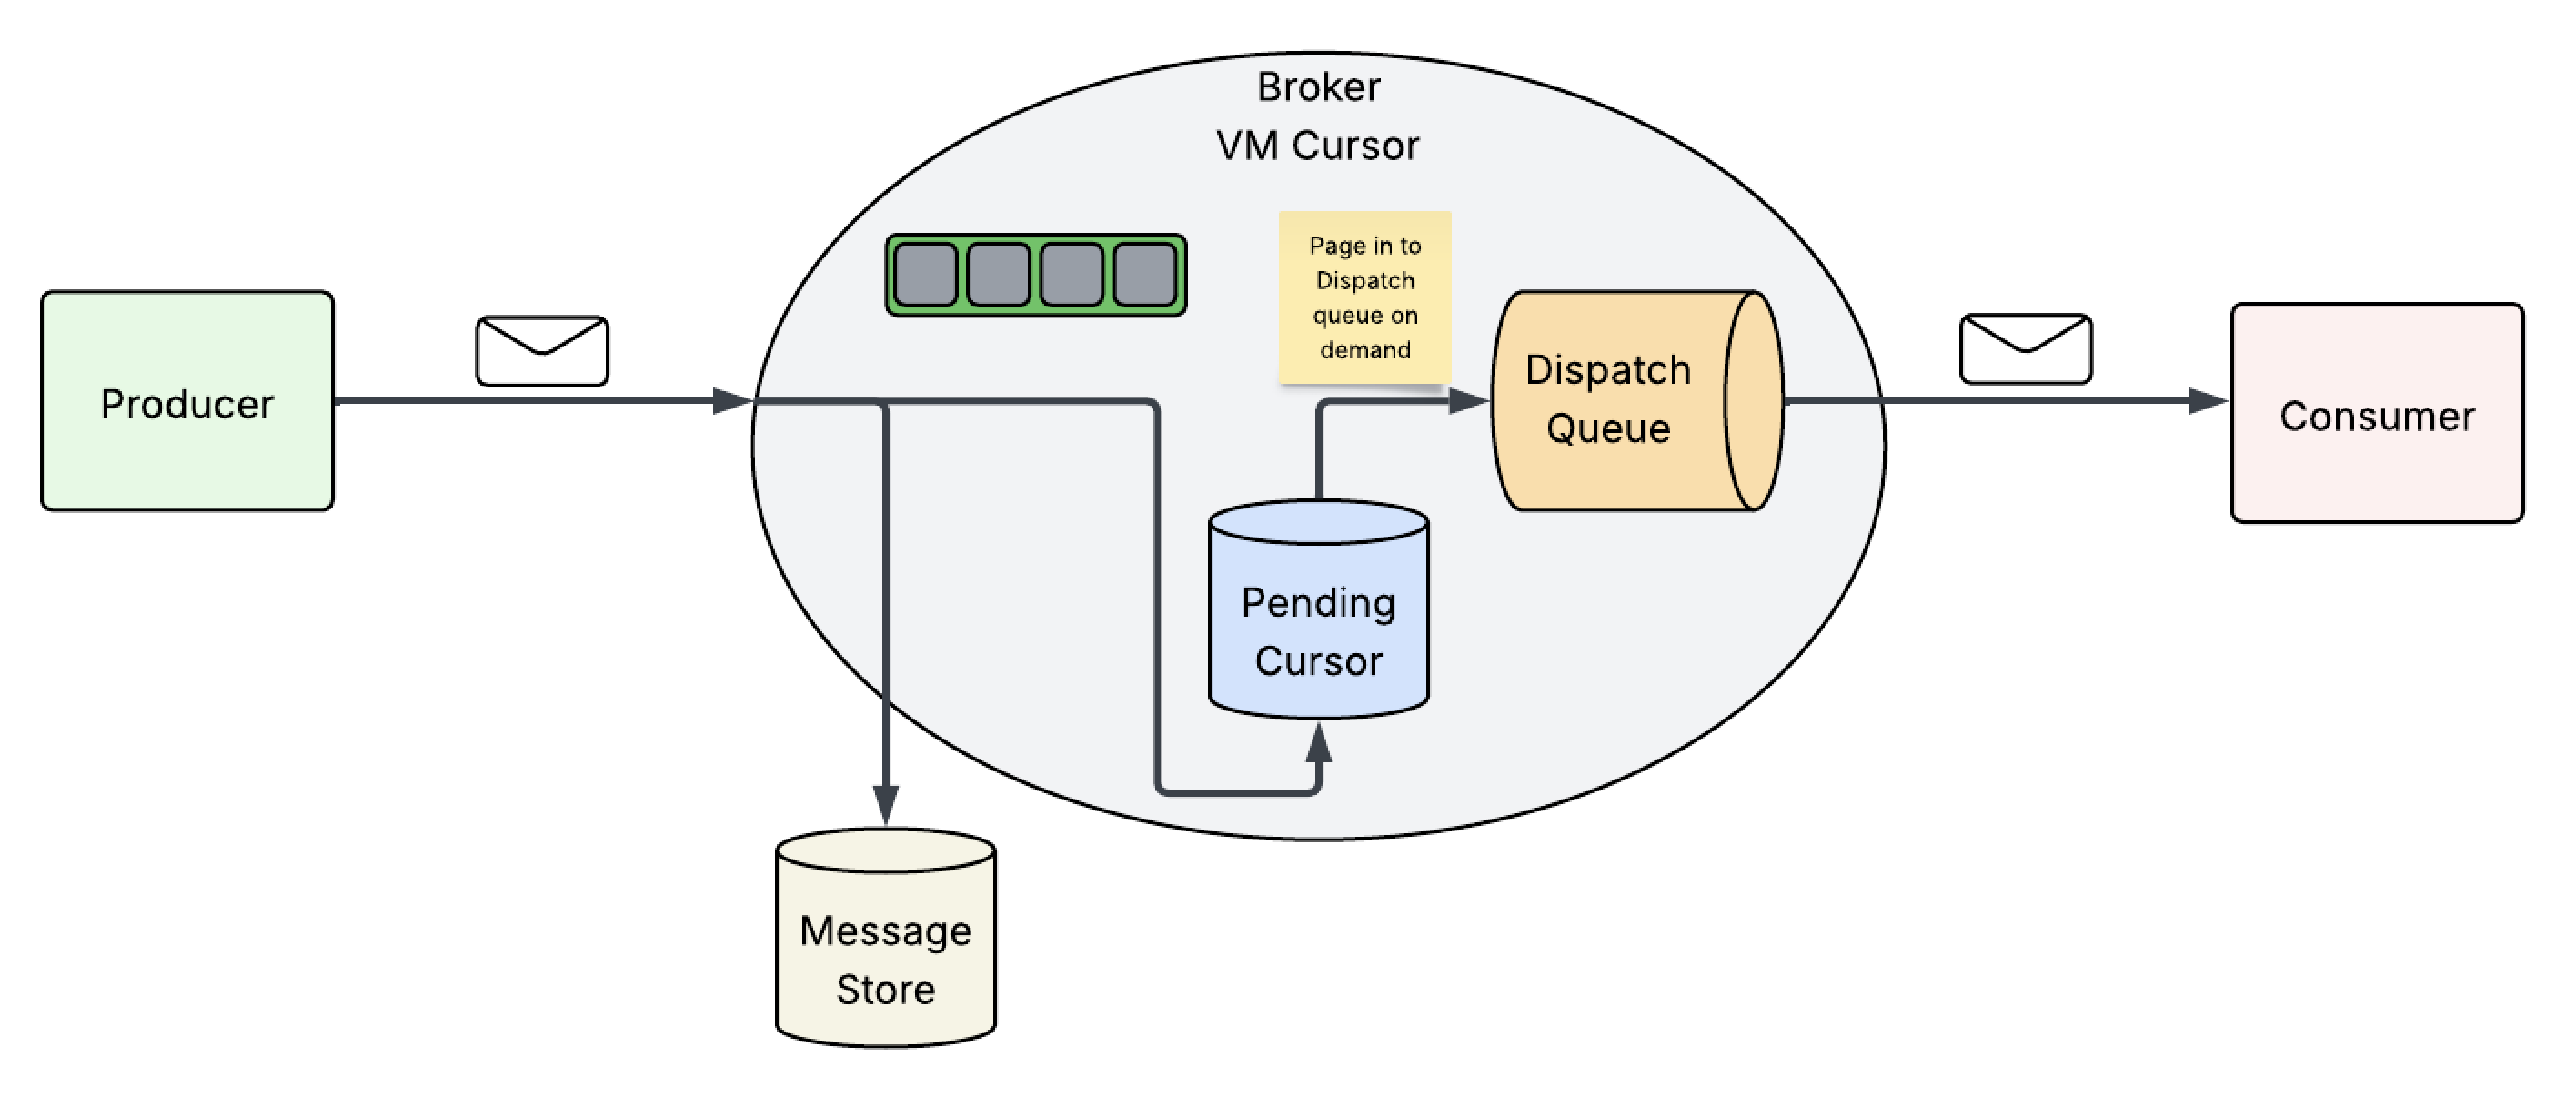 Broker
VM Cursor
Page in to
Dispatch
queue on
demand
Producer
Dispatch
Queue
Consumer
Pending
Cursor
Message
Store